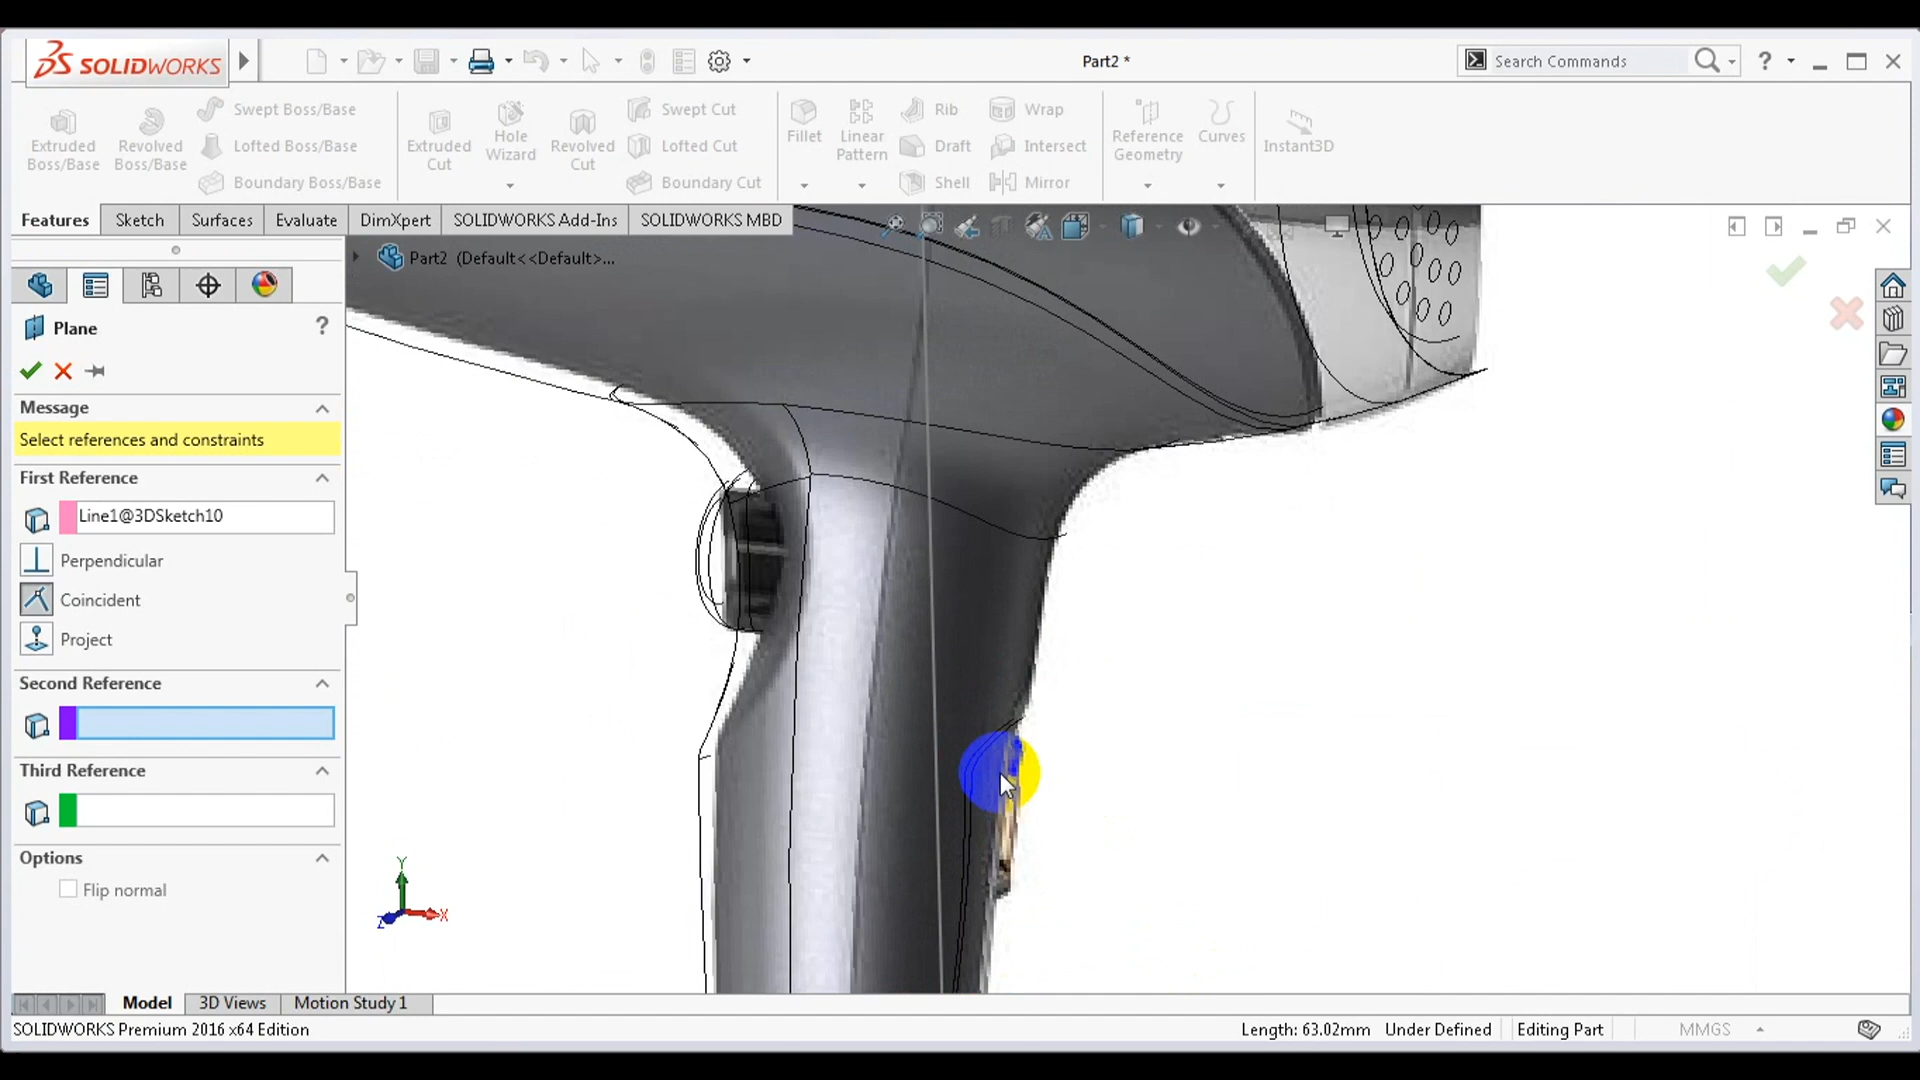 SOLIDWORKS
Part2 *
Search Commands
?
Extruded Boss/Base
Revolved Boss/Base
Swept Boss/Base
Lofted Boss/Base
Boundary Boss/Base
Extruded Cut
Hole Wizard
Revolved Cut
Swept Cut
Lofted Cut
Boundary Cut
Fillet
Linear Pattern
Rib
Draft
Shell
Wrap
Intersect
Mirror
Reference Geometry
Curves
Instant3D
Features
Sketch
Surfaces
Evaluate
DimXpert
SOLIDWORKS Add-Ins
SOLIDWORKS MBD
Part2 (Default<<Default>...
Plane
?
Message
Select references and constraints
First Reference
Line1@3DSketch10
Perpendicular
Coincident
Project
Second Reference
Third Reference
Options
Flip normal
Y
X
Z
Model
3D Views
Motion Study 1
SOLIDWORKS Premium 2016 x64 Edition
Length: 63.02mm
Under Defined
Editing Part
MMGS